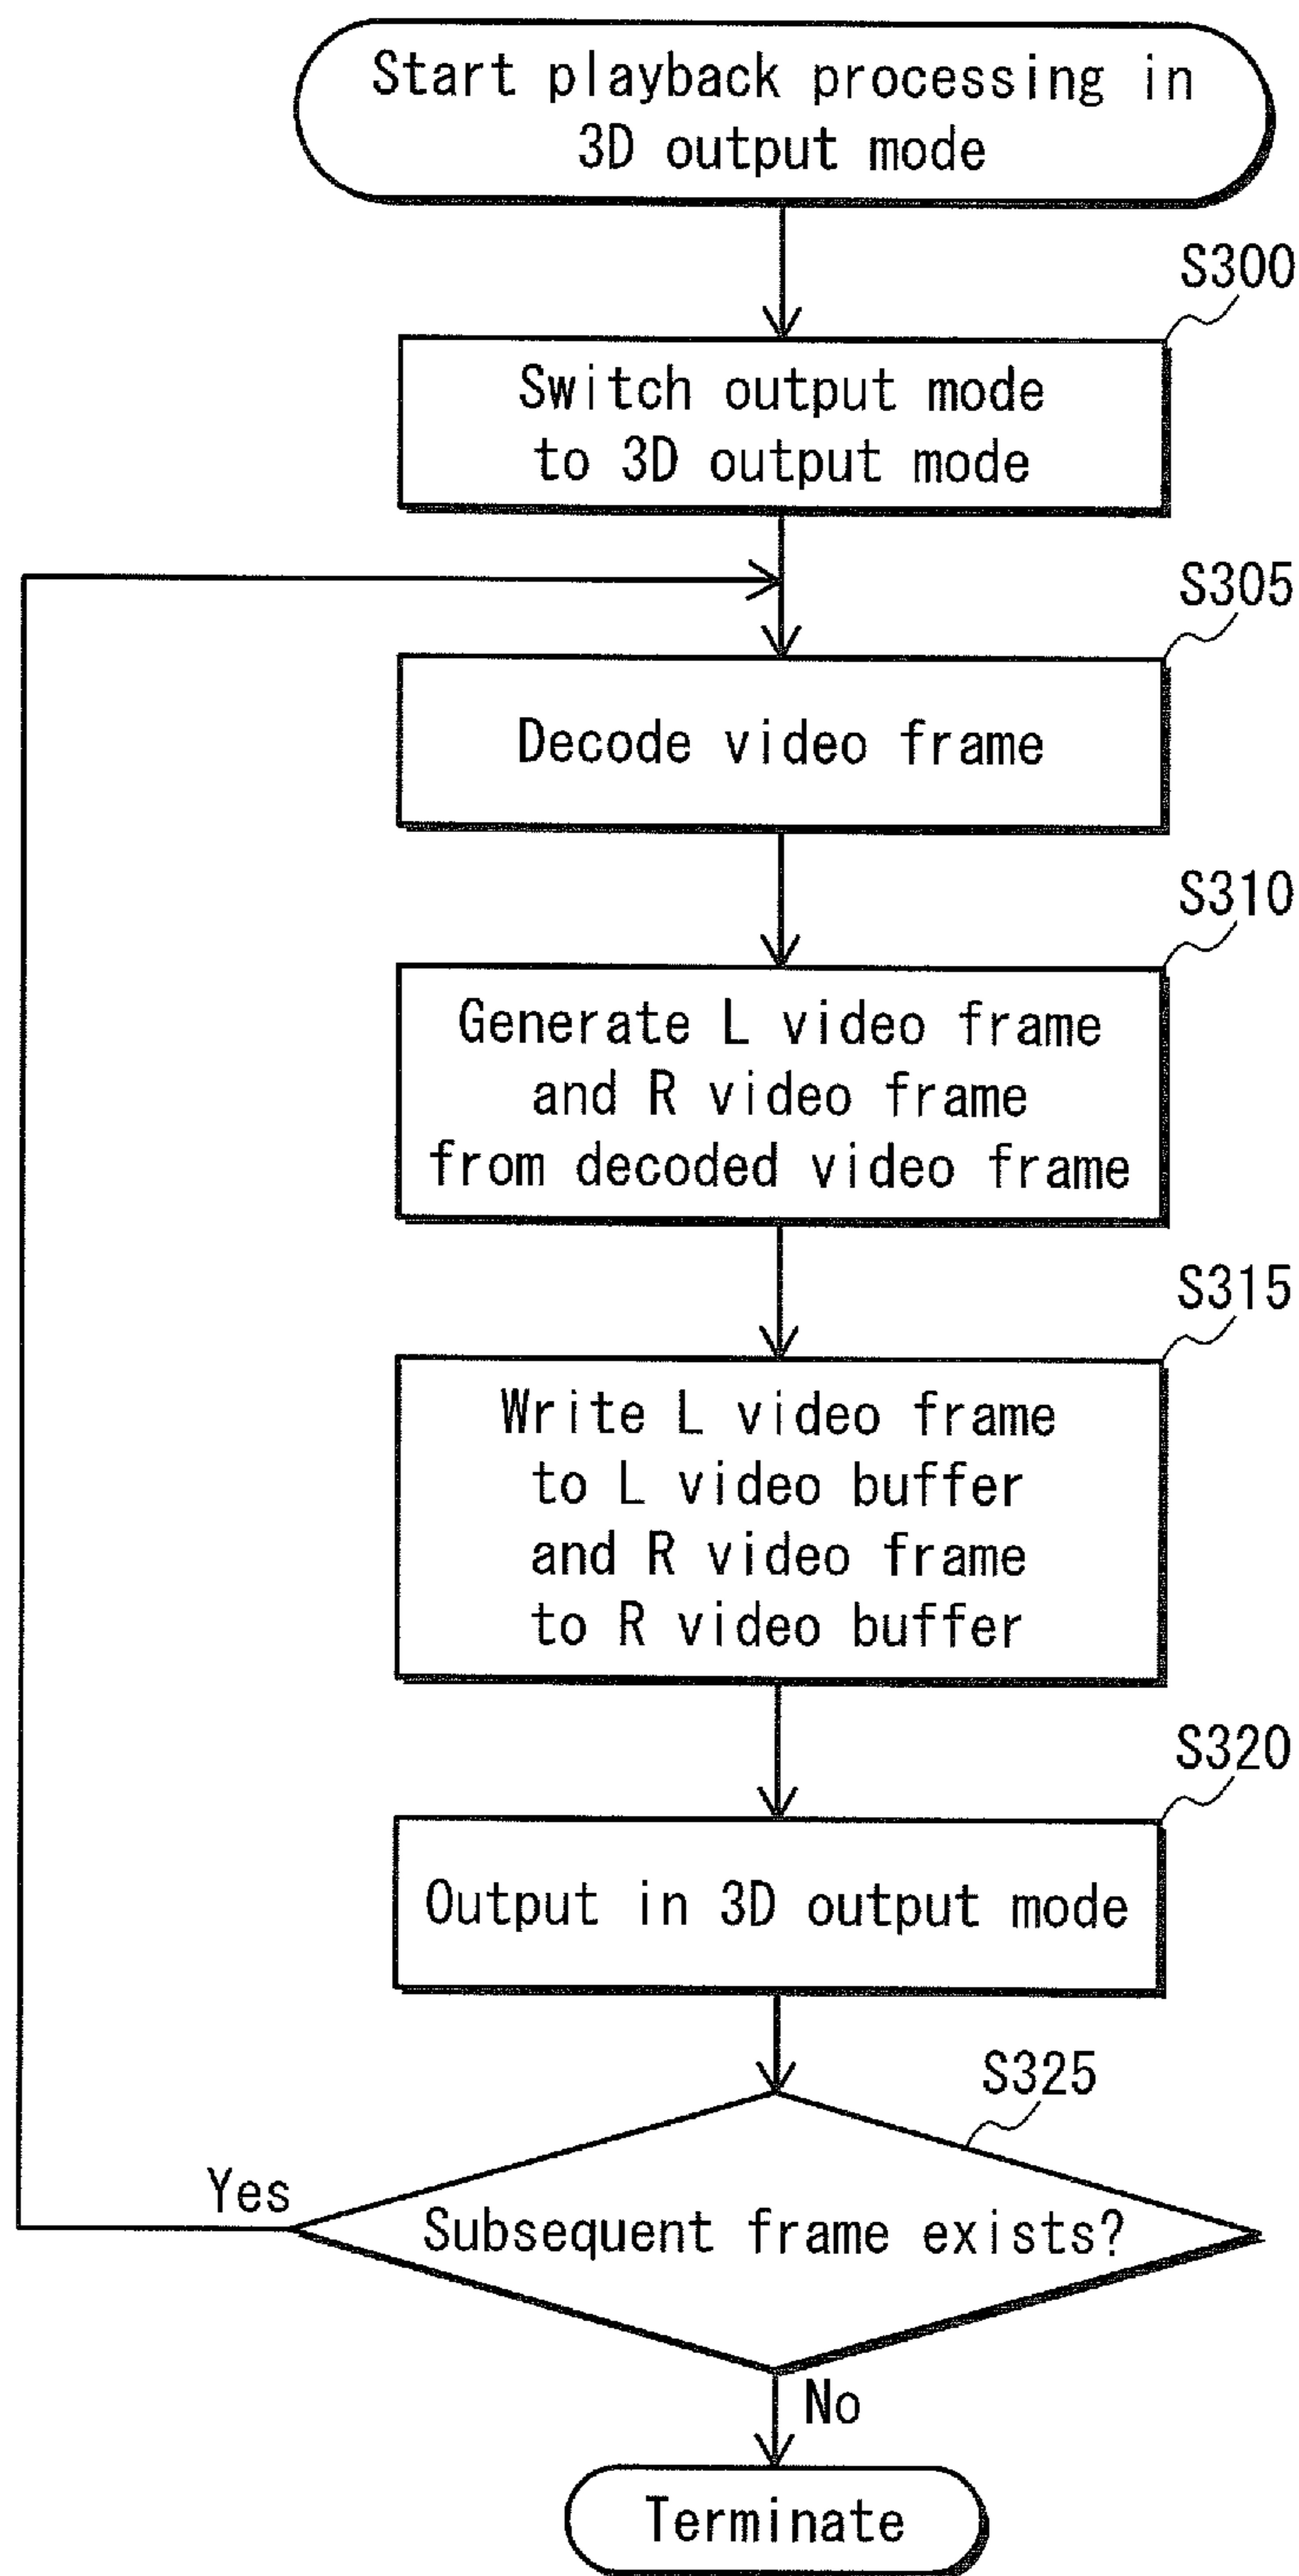 Start playback processing in
3D output mode
S300
Switch output mode
to 3D output mode
S305
Decode video frame
S310
Generate L video frame
and R video frame
from decoded video frame
S315
Write L video frame
to L video buffer
and R video frame
to R video buffer
S320
Output in 3D output mode
S325
Yes
Subsequent frame exists?
No
Terminate